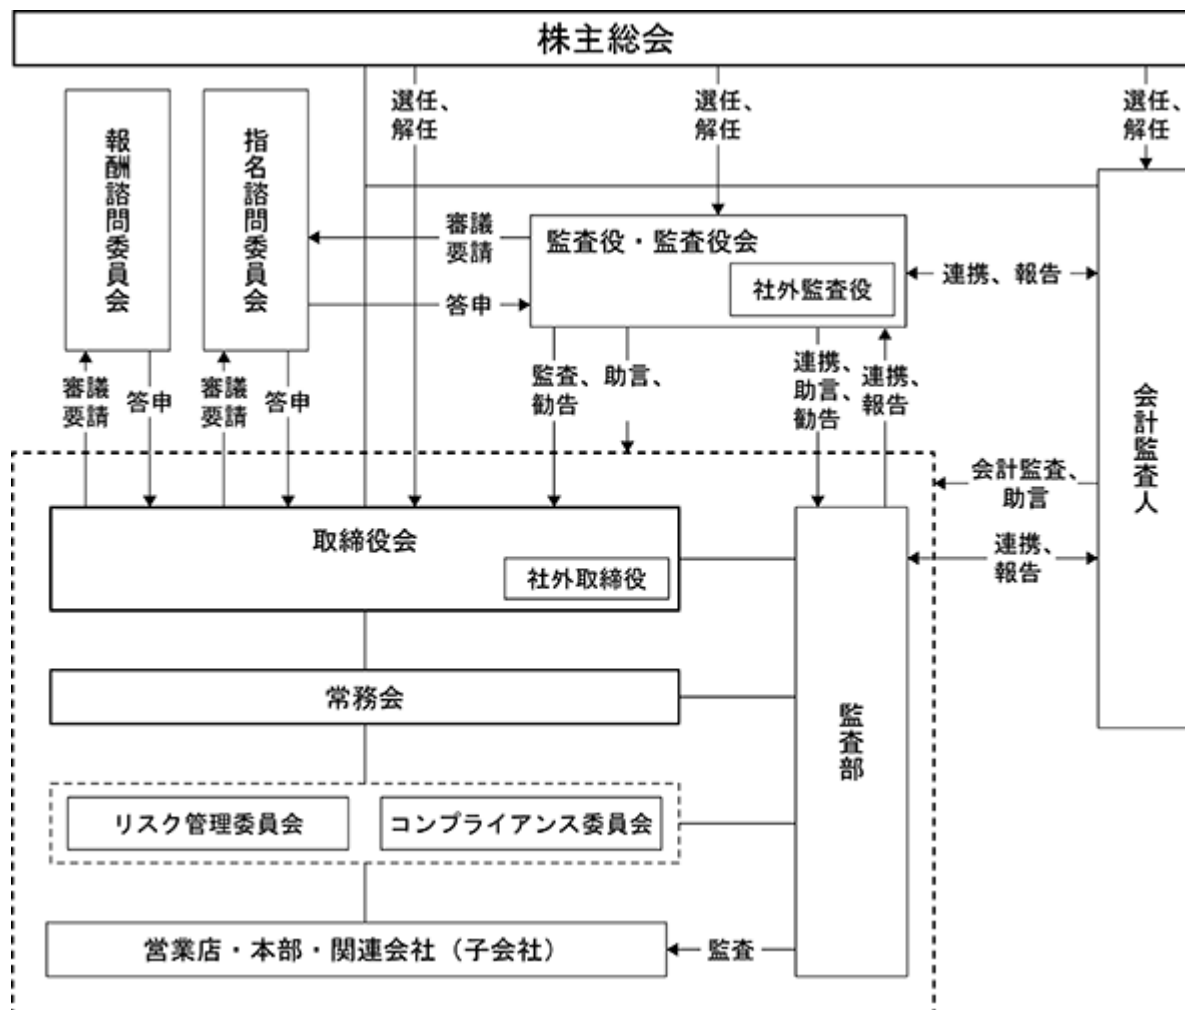 株主総会
選任、
解任
選任、
解任
選任、
解任
報酬諮問委員会
指名諮問委員会
審議
要請
監査役・監査役会
社外監査役
連携、報告
答申
審議
要請
答申
審議
要請
答申
監査、
勧告
助言、
連携、
助言、
勧告
連携、
報告
会計監査人
会計監査、
助言
連携、
報告
取締役会
社外取締役
常務会
監査部
リスク管理委員会
コンプライアンス委員会
営業店・本部・関連会社（子会社）
監査